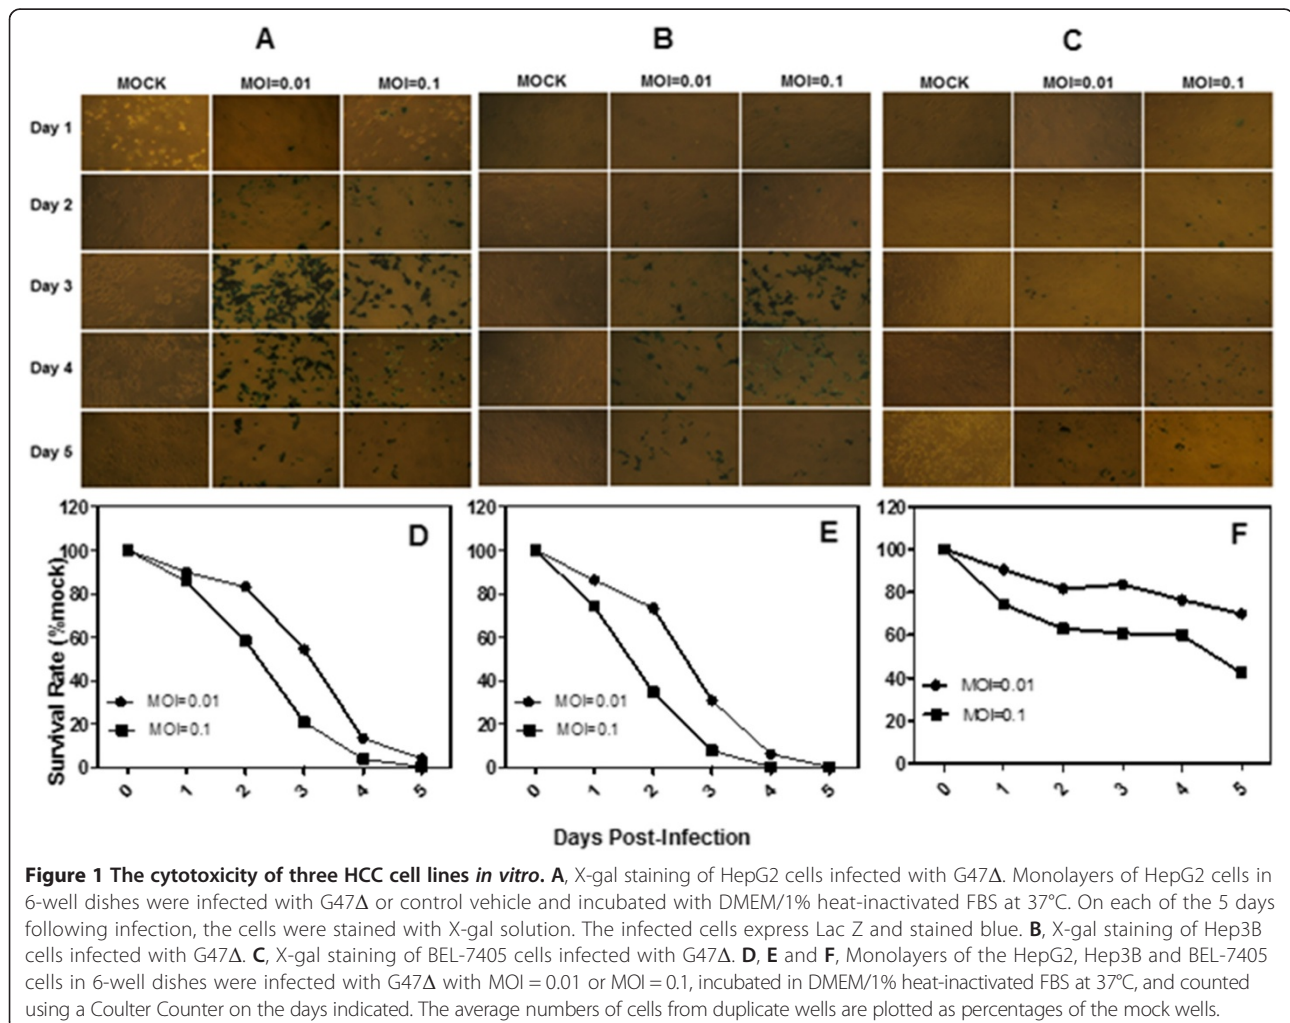 A B C
MOCK MOI=0.01 MOI=0.1 MOCK MOI=0.01 MOI=0.1 MOCK MOI=0.01 MOI=0.1
Day 1
Day 2
Day 3
Day 4
Day 5
120 120 120
D E F
100 100 100
80 80 80
60 60 60
40 40 40
20 20 20
0 0 0
Survival Rate (%mock)
MOI=0.01 MOI=0.01 MOI=0.01
MOI=0.1 MOI=0.1 MOI=0.1
0 1 2 3 4 5 0 1 2 3 4 5 0 1 2 3 4 5
Days Post-Infection
Figure 1 The cytotoxicity of three HCC cell lines in vitro. A, X-gal staining of HepG2 cells infected with G47Δ. Monolayers of HepG2 cells in
6-well dishes were infected with G47Δ or control vehicle and incubated with DMEM/1% heat-inactivated FBS at 37°C. On each of the 5 days
following infection, the cells were stained with X-gal solution. The infected cells express Lac Z and stained blue. B, X-gal staining of Hep3B
cells infected with G47Δ. C, X-gal staining of BEL-7405 cells infected with G47Δ. D, E and F, Monolayers of the HepG2, Hep3B and BEL-7405
cells in 6-well dishes were infected with G47Δ with MOI = 0.01 or MOI = 0.1, incubated in DMEM/1% heat-inactivated FBS at 37°C, and counted
using a Coulter Counter on the days indicated. The average numbers of cells from duplicate wells are plotted as percentages of the mock wells.